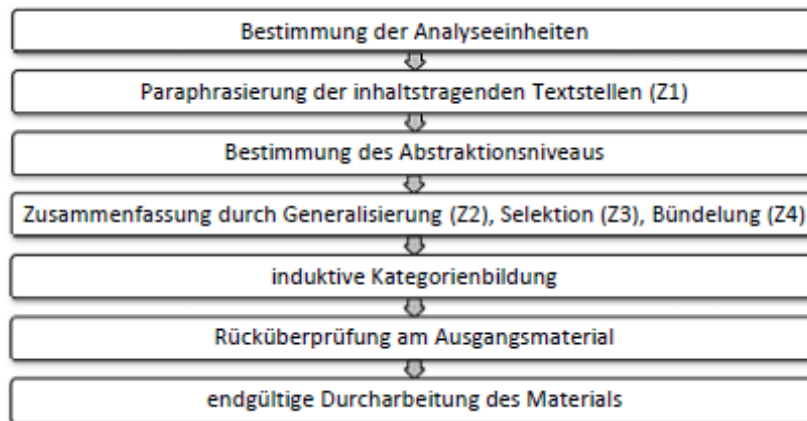 Bestimmung der Analyseeinheiten
Paraphrasierung der inhaltstragenden Textstellen (Z1)
Bestimmung des Abstraktionsniveaus
Zusammenfassung durch Generalisierung (Z2), Selektion (Z3), Bündelung (Z4)
induktive Kategorienbildung
Rücküberprüfung am Ausgangsmaterial
endgültige Durcharbeitung des Materials